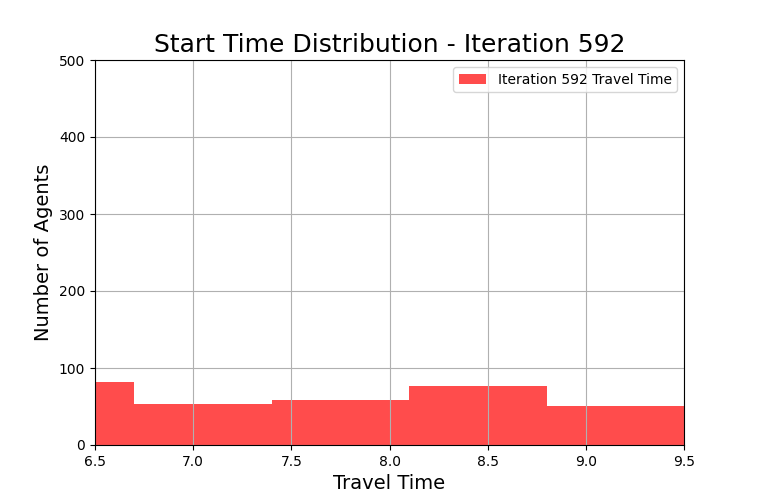 Start Time Distribution - Iteration 592
Iteration 592 Travel Time
Number of Agents
500
400
300
200
100
0
6.5 7.0 7.5 8.0 8.5 9.0 9.5
Travel Time